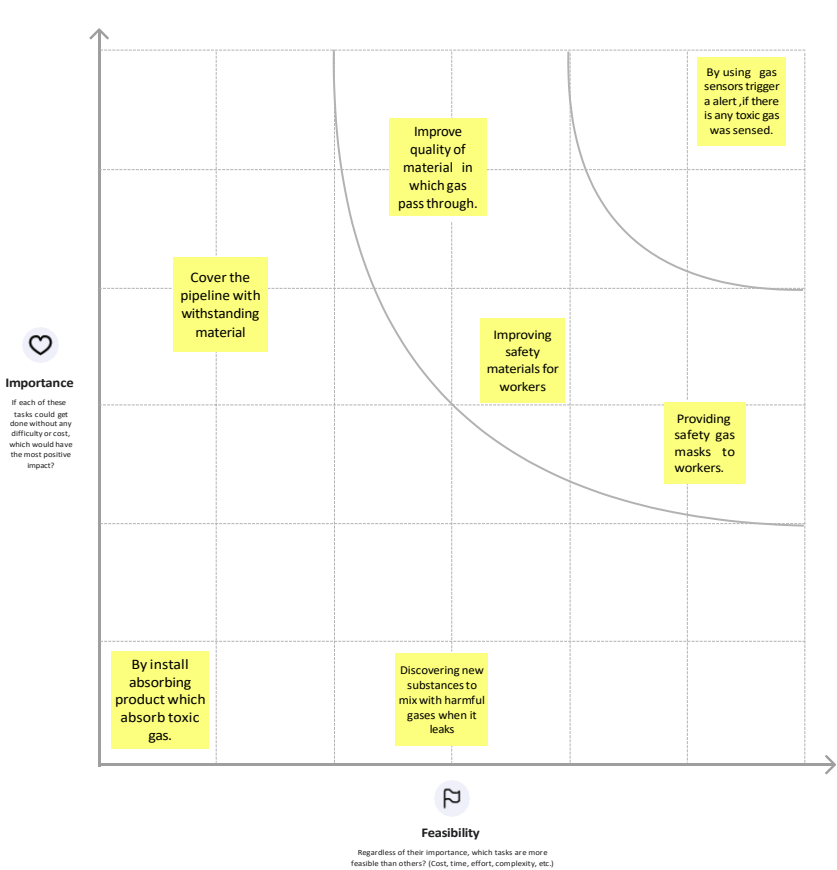 By using gas
sensors trigger
a alert ,if there
is any toxic gas
was sensed.
Improve
quality of
material in
which gas
pass through.
Cover the
pipeline with
withstanding
material
Improving
safety
materials for
workers
Importance
If each of these
tasks could get
done without any
difficulty or cost,
which would have
the most positive
impact?
Providing
safety gas
masks to
workers.
By install
absorbing
product which
absorb toxic
gas.
Discovering new
substances to
mix with harmful
gases when it
leaks
Feasibility
Regardless of their importance, which tasks are more
feasible than others? (Cost, time, effort, complexity, etc.)